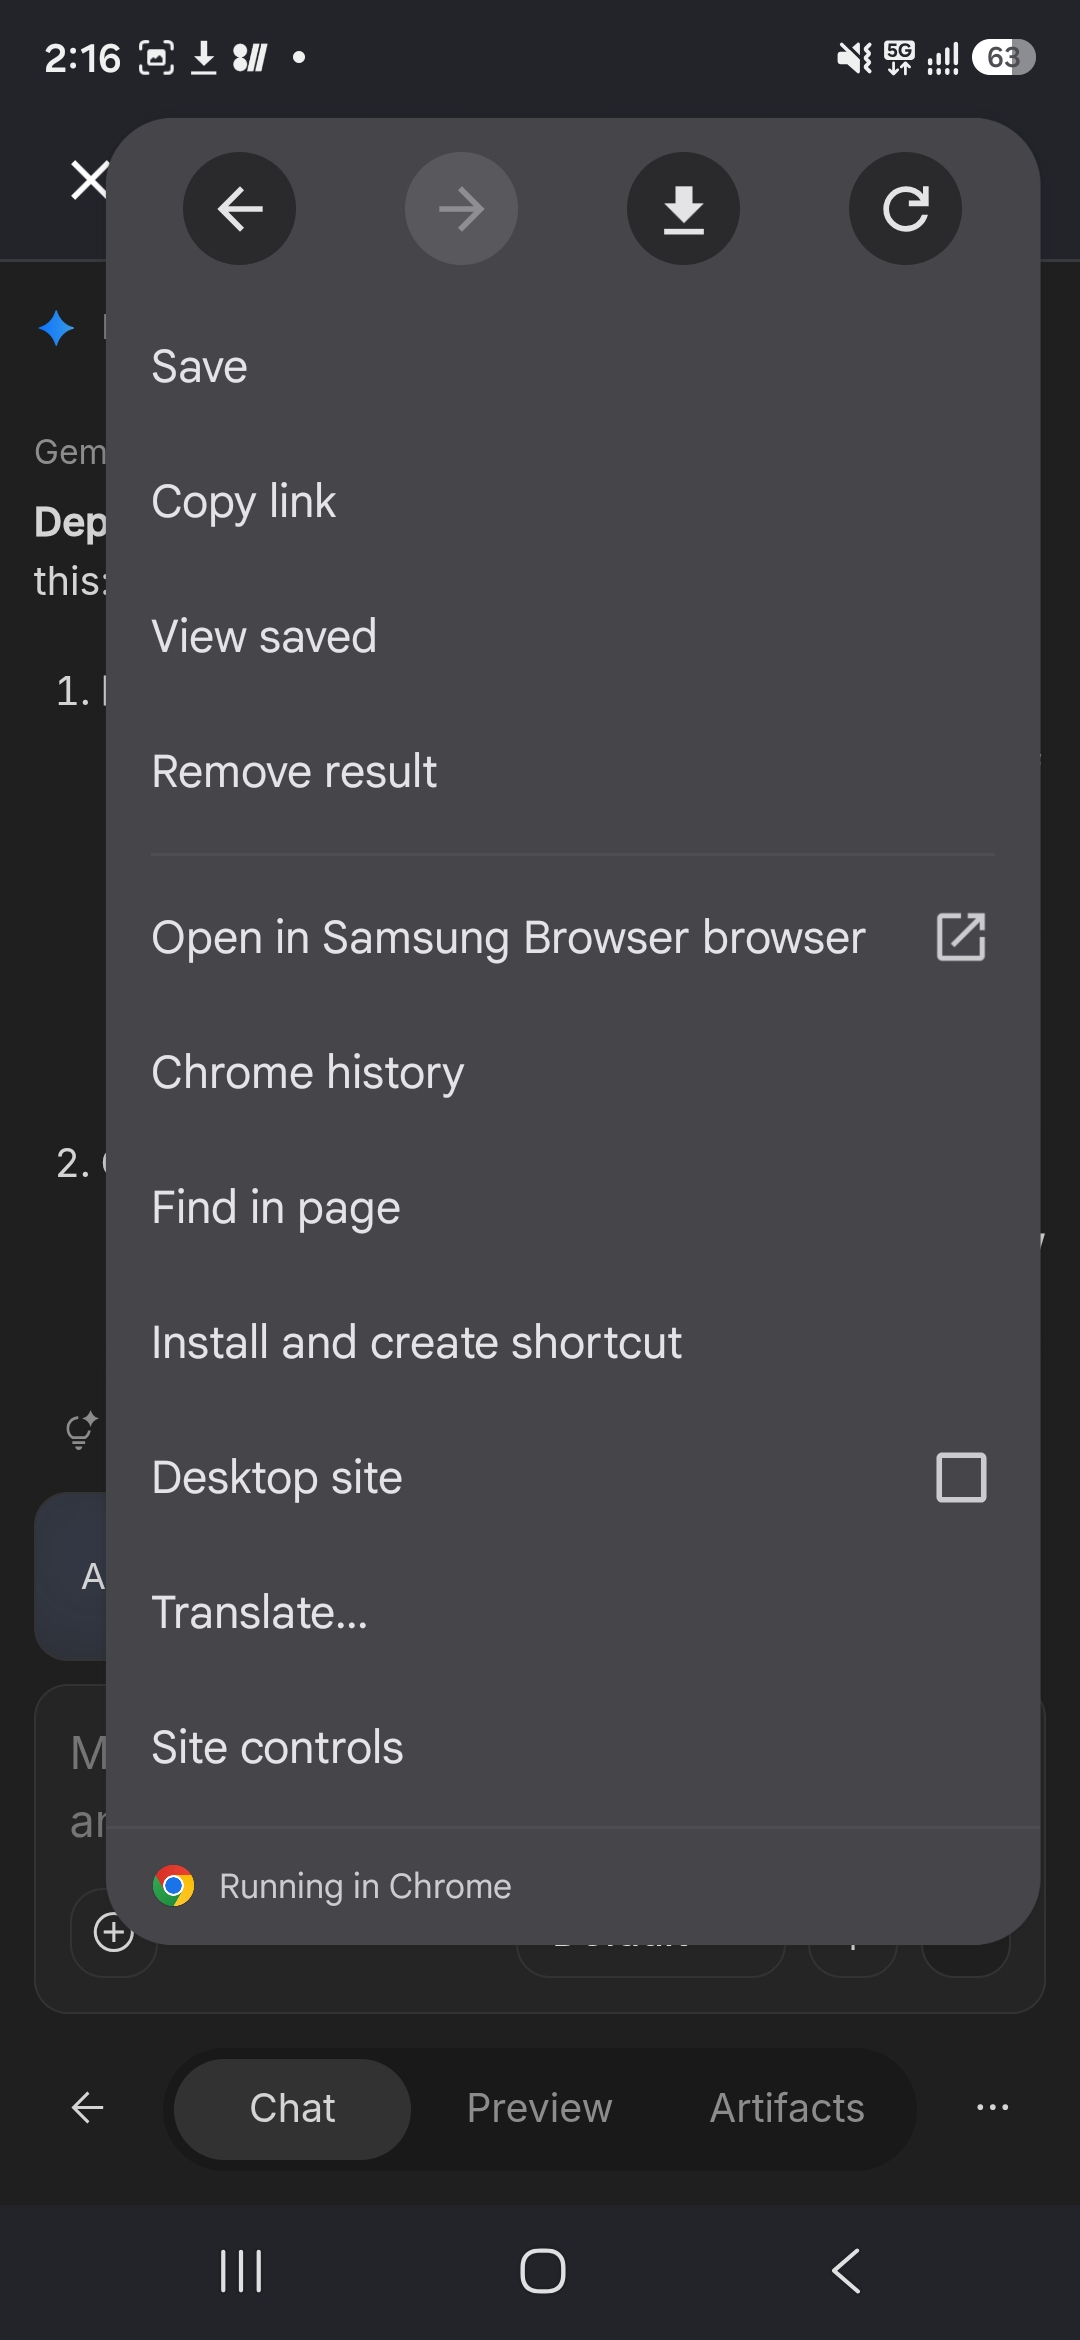 2:16
5G
63
Save
Gem
Copy link
Dep
this:
View saved
1.
Remove result
Open in Samsung Browser browser
Chrome history
2.
Find in page
Install and create shortcut
Desktop site
A
Translate...
Site controls
M
ar
Running in Chrome
Chat
Preview
Artifacts